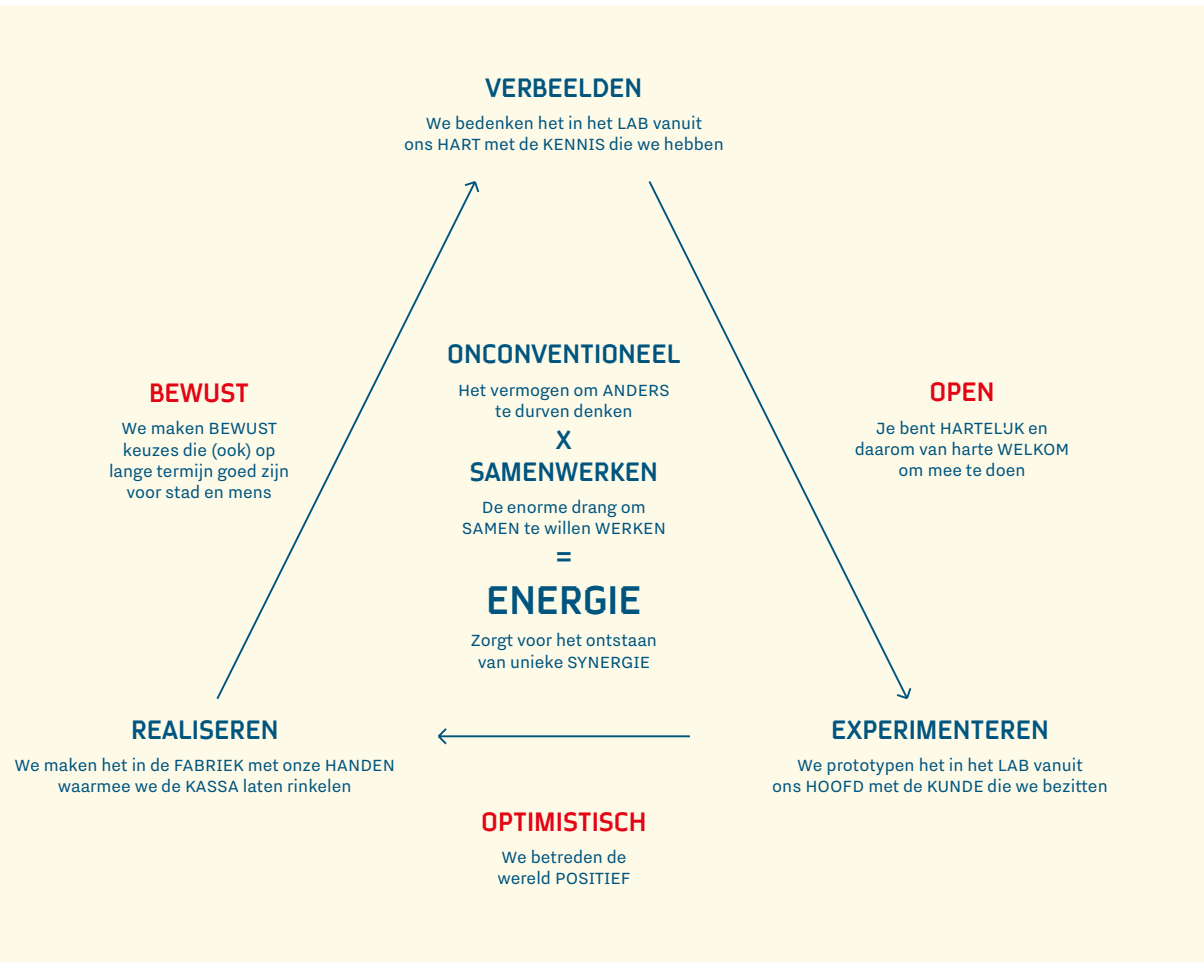 VERBEELDEN
We bedenken het in het LAB vanuit
ons HART met de KENNIS die we hebben
ONCONVENTIONEEL
Het vermogen om ANDERS
te durven denken
X
SAMENWERKEN
De enorme drang om
SAMEN te willen WERKEN
=
ENERGIE
Zorgt voor het ontstaan
van unieke SYNERGIE
BEWUST
We maken BEWUST
keuzes die (ook) op
lange termijn goed zijn
voor stad en mens
OPEN
Je bent HARTELIJK en
daarom van harte WELKOM
om mee te doen
REALISEREN
We maken het in de FABRIEK met onze HANDEN
waarmee we de KASSA laten rinkelen
EXPERIMENTEREN
We prototypen het in het LAB vanuit
ons HOOFD met de KUNDE die we bezitten
OPTIMISTISCH
We betreden de
wereld POSITIEF